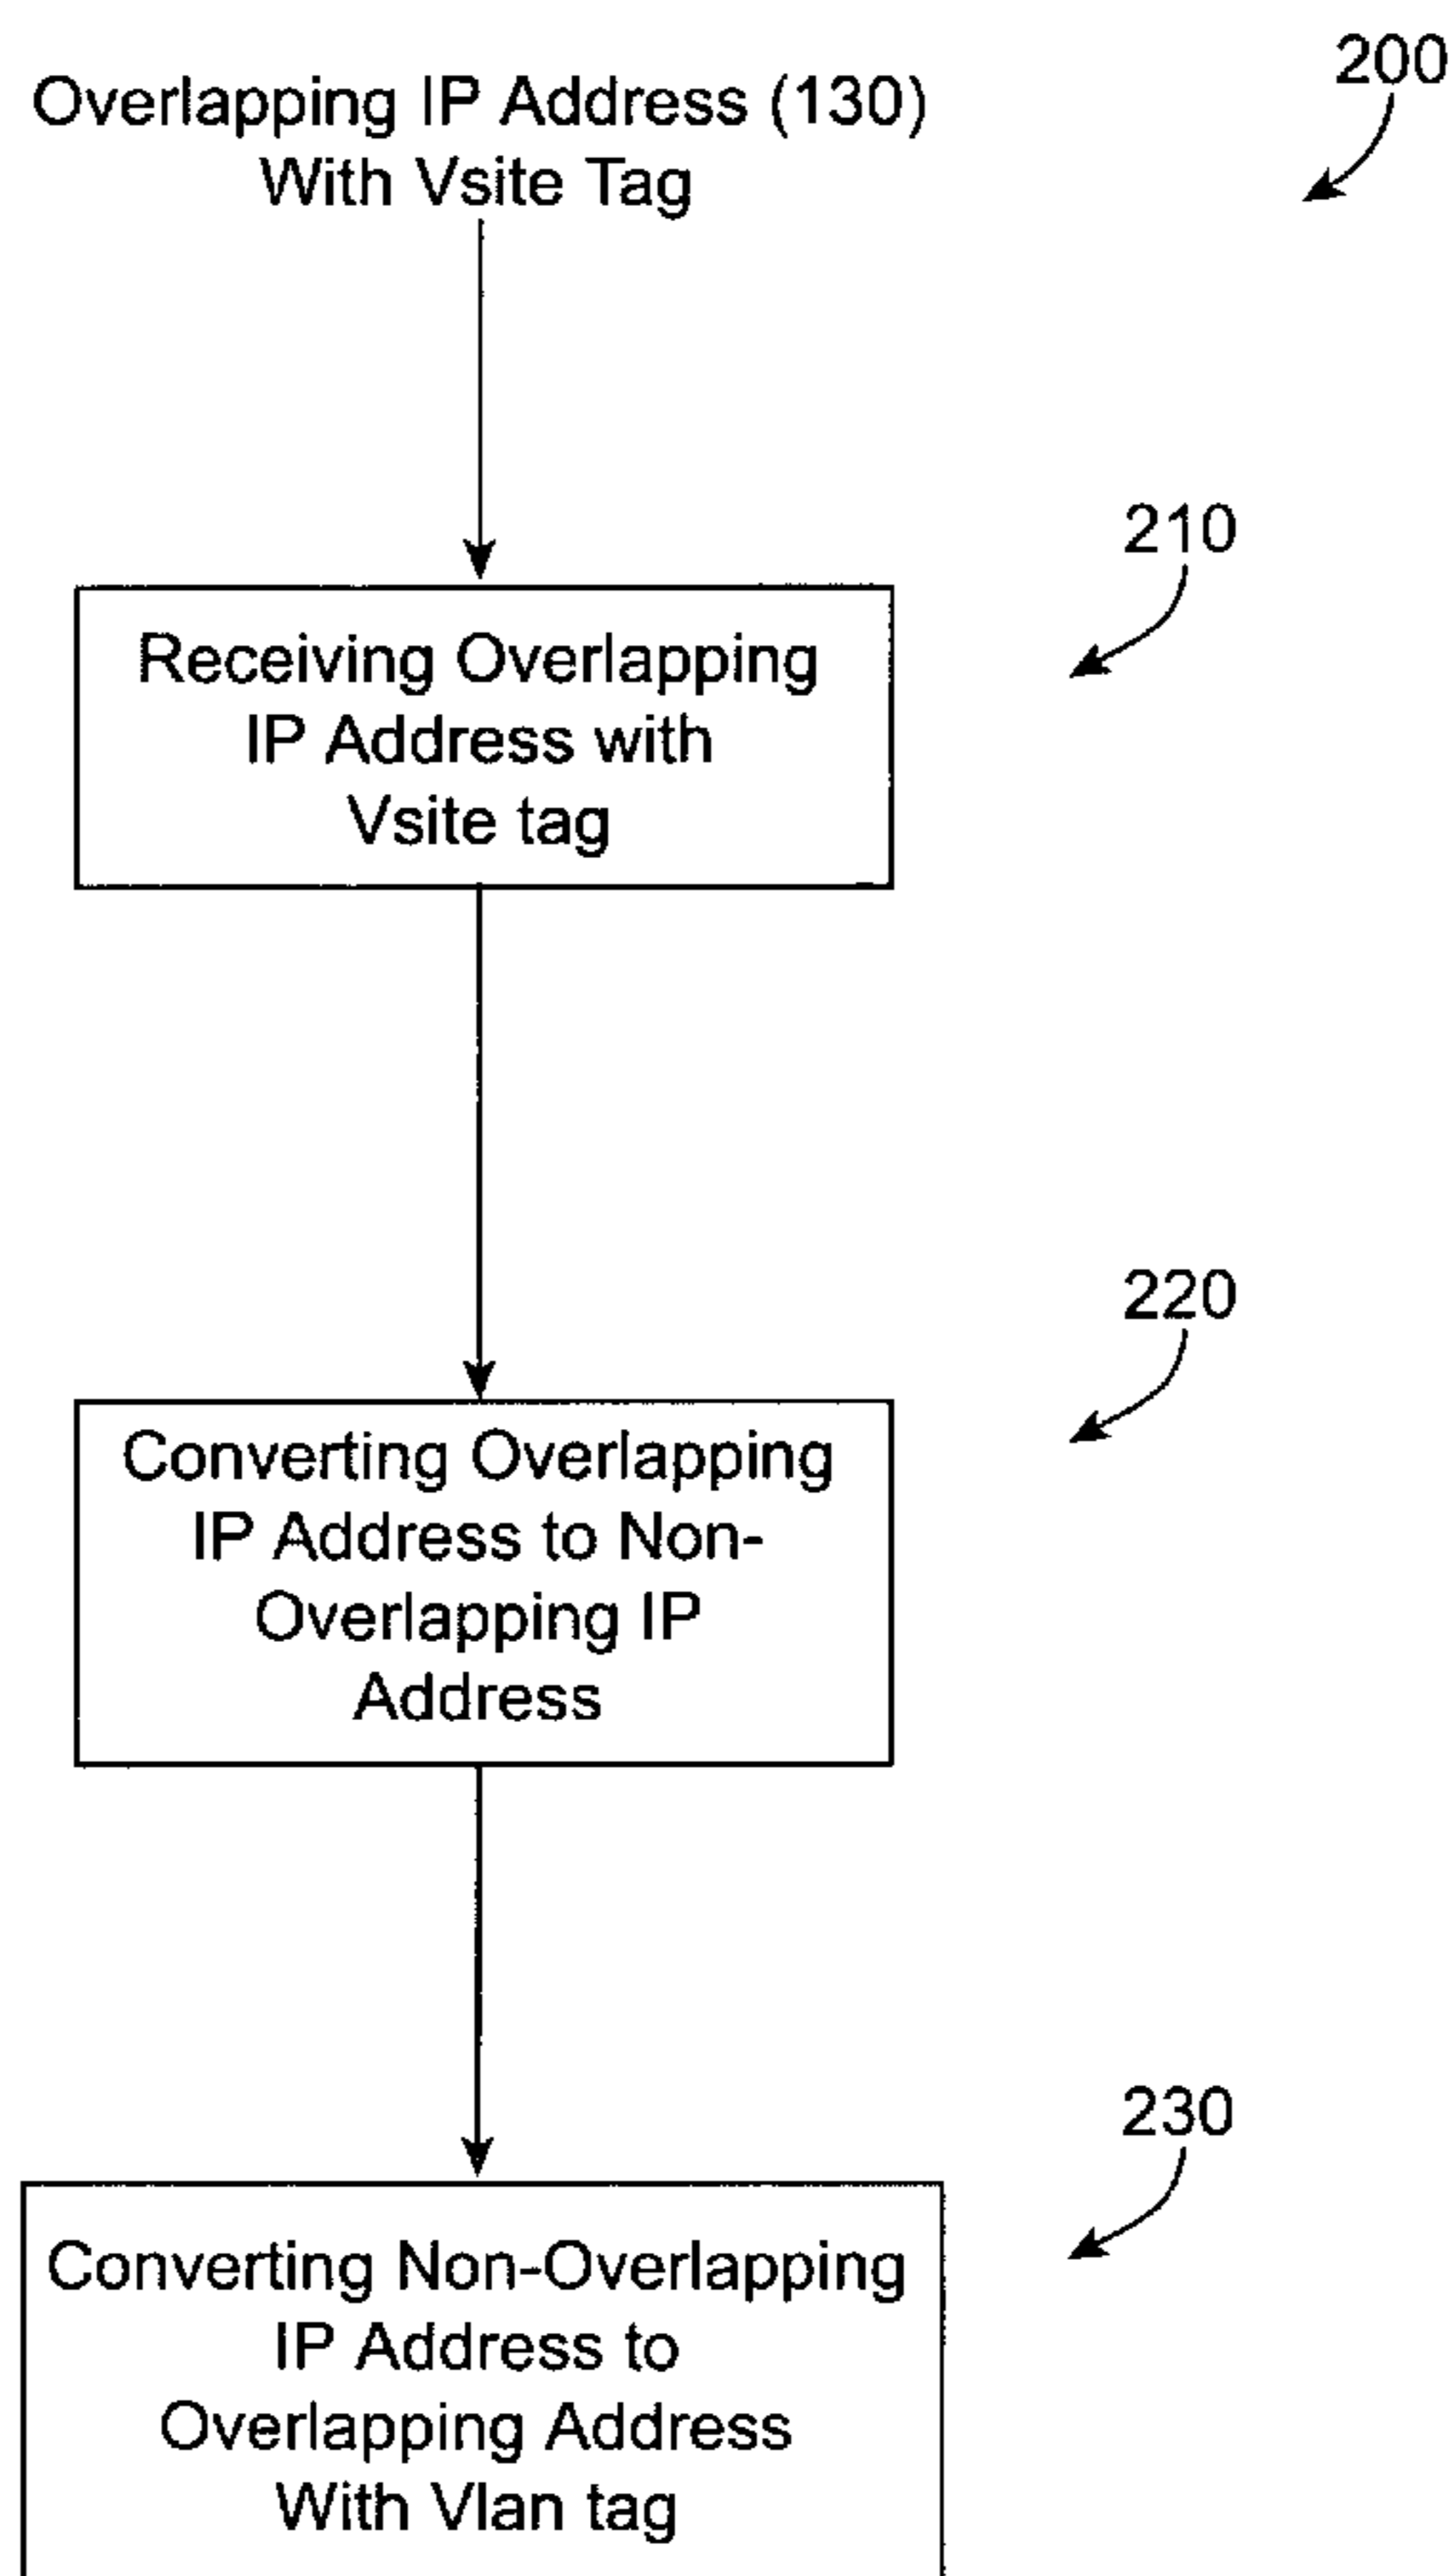 200
Overlapping IP Address (130)
With Vsite Tag
210
Receiving Overlapping
IP Address with
Vsite tag
220
Converting Overlapping
IP Address to Non-
Overlapping IP
Address
230
Converting Non-Overlapping
IP Address to
Overlapping Address
With Vlan tag